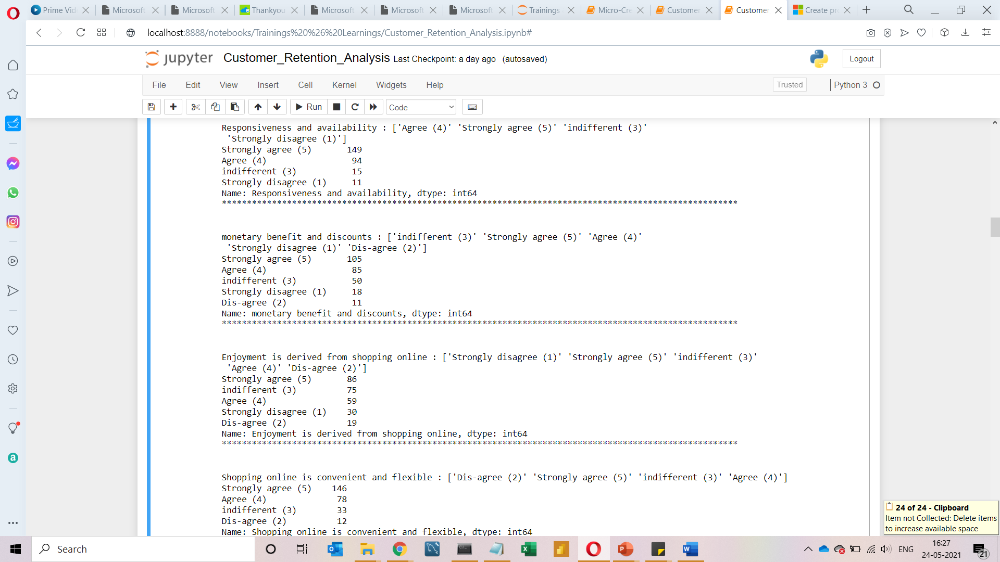 Prime Vid
Microsoft
Microsoft
Thankyou
Microsoft
Microsoft
Microsoft
Trainings
Micro-Cre
Customer
Customer
Create pr
localhost:8888/notebooks/Trainings%20%26%20Learnings/Customer_Retention_Analysis.ipynb#
jupyter Customer_Retention_Analysis Last Checkpoint: a day ago (autosaved)
Logout
File Edit View Insert Cell Kernel Widgets Help
Trusted
Python 3
Run
Code
Responsiveness and availability : ['Agree (4)' 'Strongly agree (5)' 'indifferent (3)'
'Strongly disagree (1)']
Strongly agree (5) 149
Agree (4) 94
indifferent (3) 15
Strongly disagree (1) 11
Name: Responsiveness and availability, dtype: int64
*******************************************************************************************************
monetary benefit and discounts : ['indifferent (3)' 'Strongly agree (5)' 'Agree (4)'
'Strongly disagree (1)' 'Dis-agree (2)']
Strongly agree (5) 105
Agree (4) 85
indifferent (3) 50
Strongly disagree (1) 18
Dis-agree (2) 11
Name: monetary benefit and discounts, dtype: int64
*******************************************************************************************************
Enjoyment is derived from shopping online : ['Strongly disagree (1)' 'Strongly agree (5)' 'indifferent (3)'
'Agree (4)' 'Dis-agree (2)']
Strongly agree (5) 86
indifferent (3) 75
Agree (4) 59
Strongly disagree (1) 30
Dis-agree (2) 19
Name: Enjoyment is derived from shopping online, dtype: int64
*******************************************************************************************************
Shopping online is convenient and flexible : ['Dis-agree (2)' 'Strongly agree (5)' 'indifferent (3)' 'Agree (4)']
Strongly agree (5) 146
Agree (4) 78
indifferent (3) 33
Dis-agree (2) 12
Name: Shopping online is convenient and flexible, dtype: int64
24 of 24 - Clipboard
Item not Collected: Delete items
to increase available space
Search
ENG
16:27
24-05-2021
21